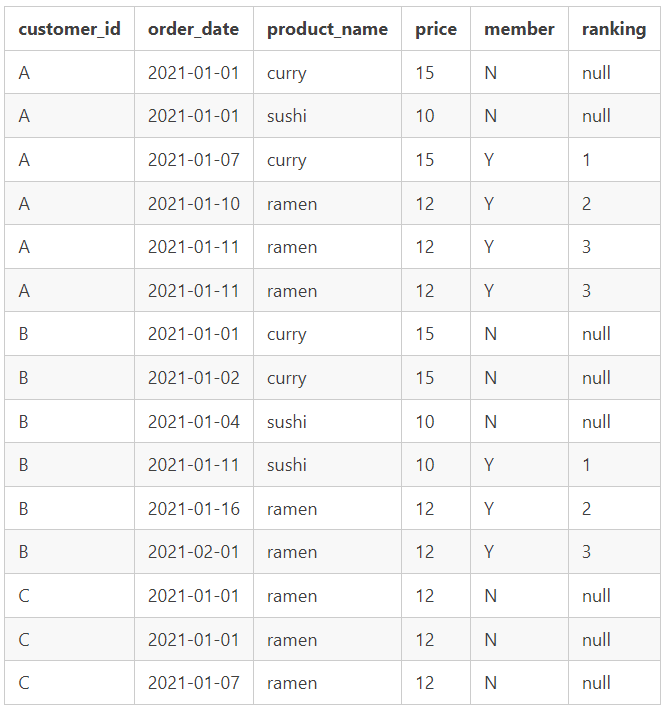 customer_id order_date product_name price member ranking
A 2021-01-01 curry 15 N null
A 2021-01-01 sushi 10 N null
A 2021-01-07 curry 15 Y 1
A 2021-01-10 ramen 12 Y 2
A 2021-01-11 ramen 12 Y 3
A 2021-01-11 ramen 12 Y 3
B 2021-01-01 curry 15 N null
B 2021-01-02 curry 15 N null
B 2021-01-04 sushi 10 N null
B 2021-01-11 sushi 10 Y 1
B 2021-01-16 ramen 12 Y 2
B 2021-02-01 ramen 12 Y 3
C 2021-01-01 ramen 12 N null
C 2021-01-01 ramen 12 N null
C 2021-01-07 ramen 12 N null